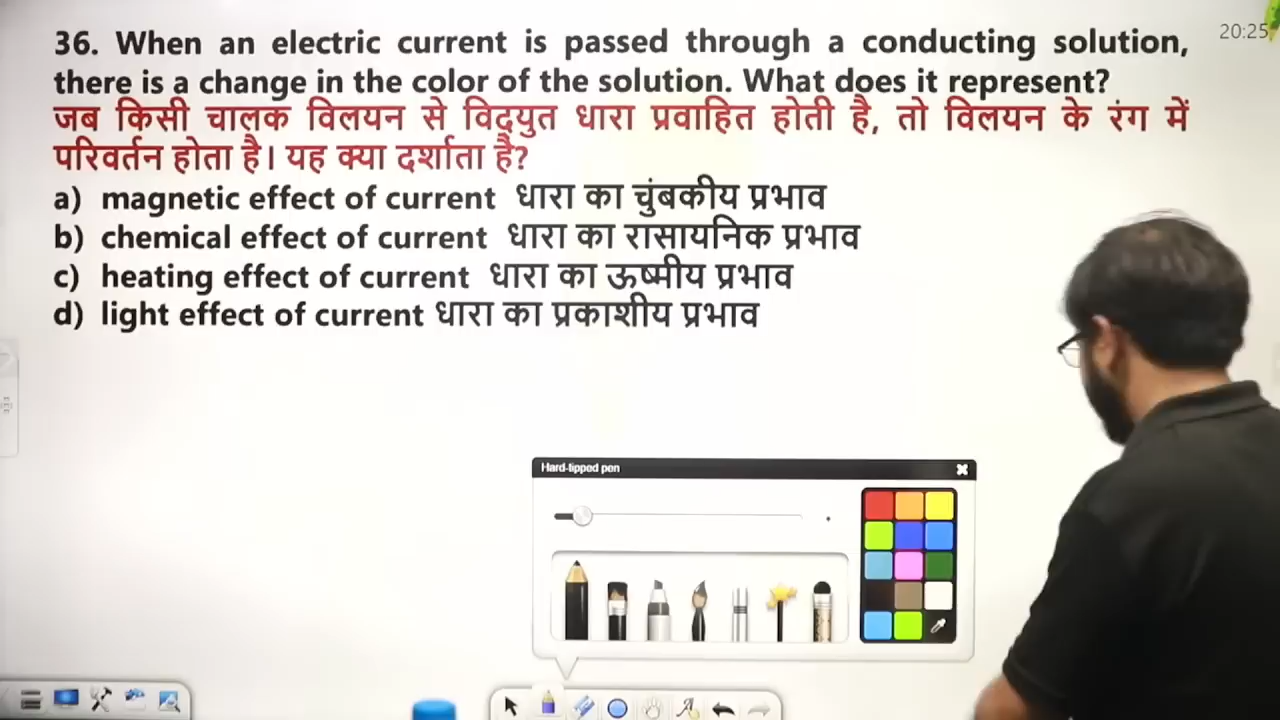 20:25
36. When an electric current is passed through a conducting solution,
there is a change in the color of the solution. What does it represent?
जब किसी चालक विलयन से विद्युत धारा प्रवाहित होती है, तो विलयन के रंग में
परिवर्तन होता है। यह क्या दर्शाता है?
a) magnetic effect of current धारा का चुंबकीय प्रभाव
b) chemical effect of current धारा का रासायनिक प्रभाव
c) heating effect of current धारा का ऊष्मीय प्रभाव
d) light effect of current धारा का प्रकाशीय प्रभाव
Hard-tipped pen